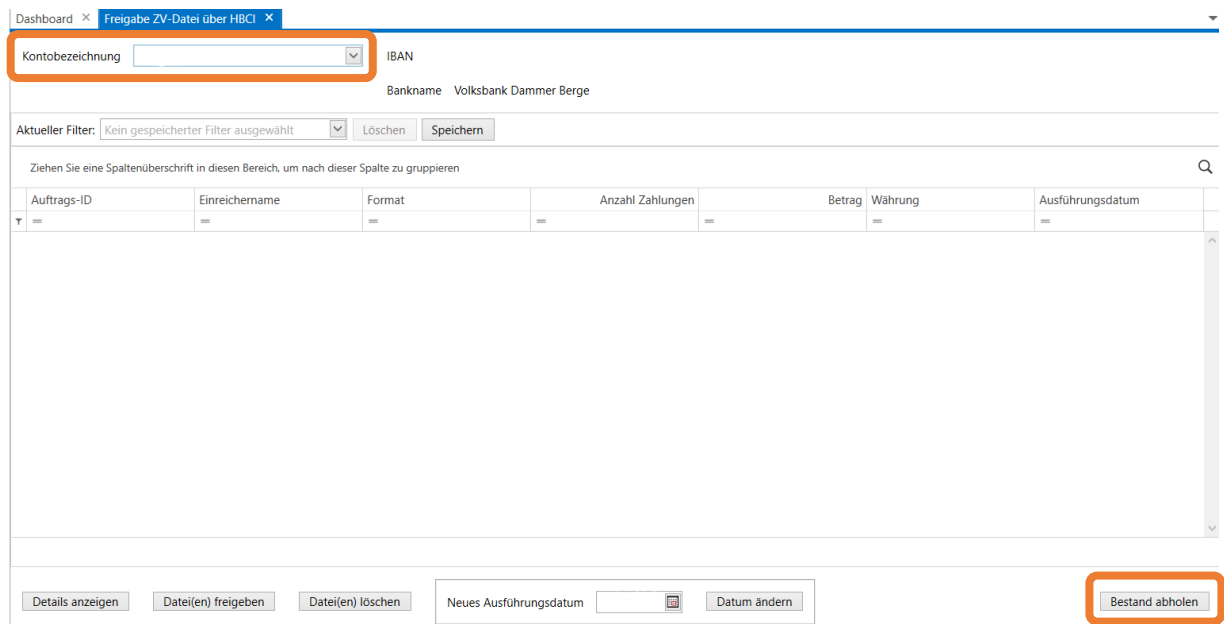 Dashboard × Freigabe ZV-Datei über HBCI ×
Kontobezeichnung IBAN
Bankname Volksbank Dammer Berge
Aktueller Filter: Kein gespeicherter Filter ausgewählt Löschen Speichern
Ziehen Sie eine Spaltenüberschrift in diesen Bereich, um nach dieser Spalte zu gruppieren
Auftrags-ID Einreichername Format Anzahl Zahlungen Betrag Währung Ausführungsdatum
= = = = = = =
Details anzeigen Datei(en) freigeben Datei(en) löschen Neues Ausführungsdatum Datum ändern Bestand abholen